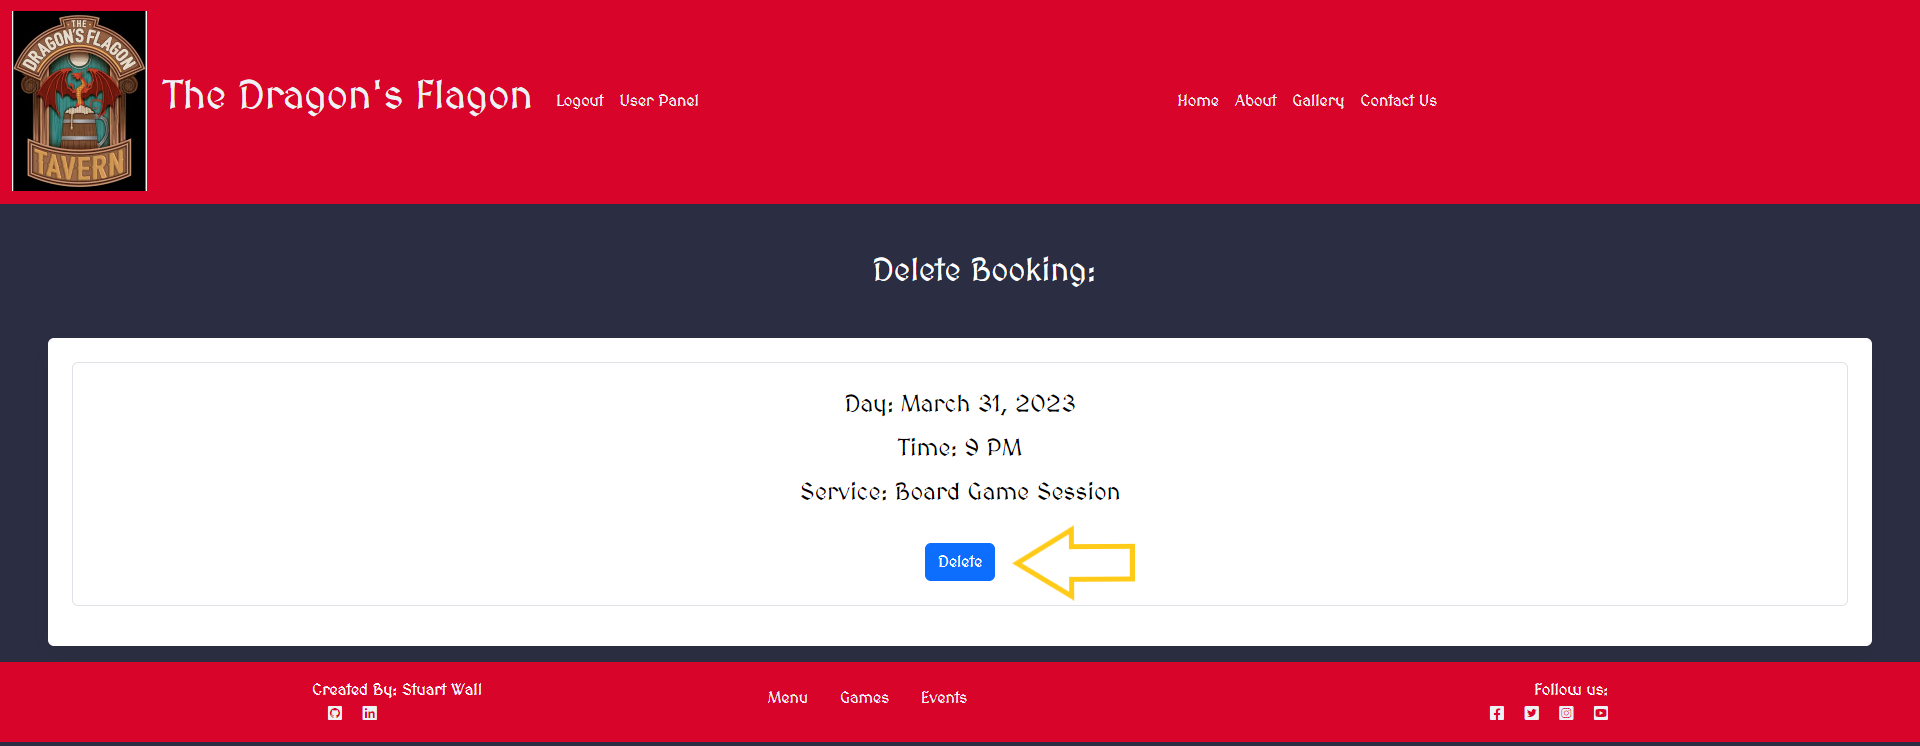 THE
DRAGON'S FLAGON
TAVERN
The Dragon's Flagon
Logout User Panel
Home About Gallery Contact Us
Delete Booking:
Day: March 31, 2023
Time: 9 PM
Service: Board Game Session
Delete
Created By: Stuart Wall
Menu Games Events
Follow us: